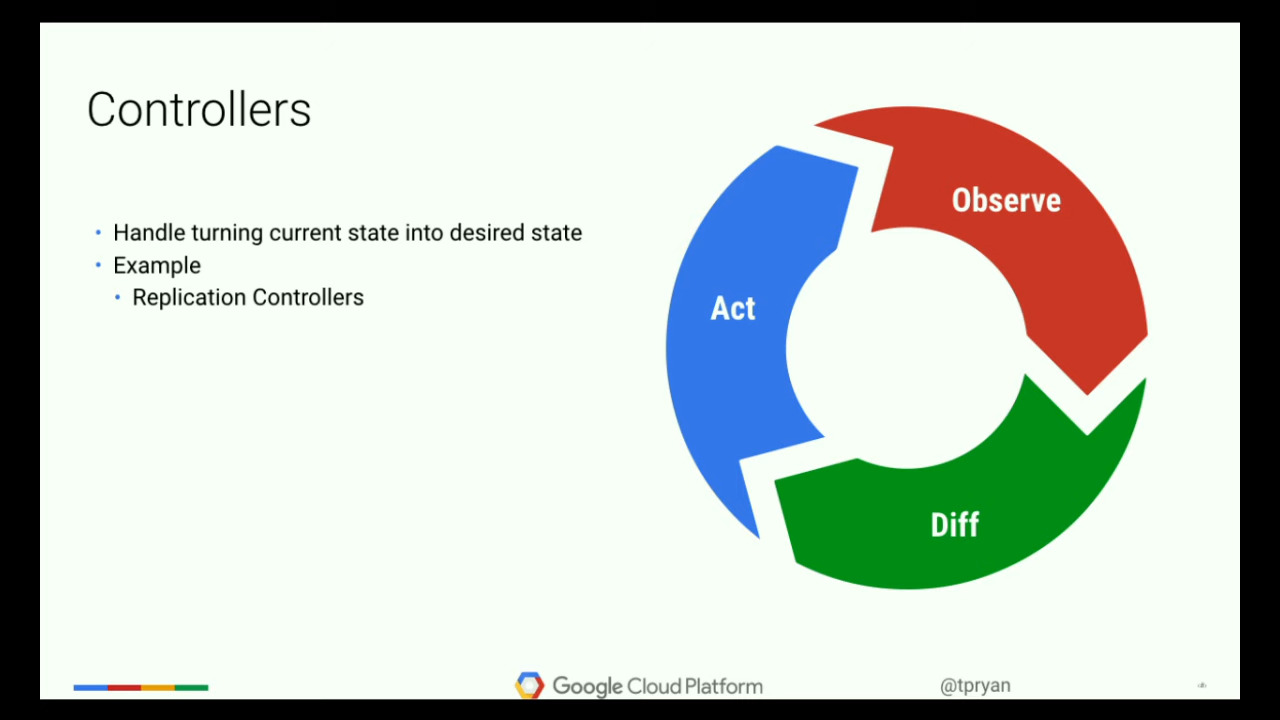 Controllers
• Handle turning current state into desired state
• Example
• Replication Controllers
Observe
Act
Diff
Google Cloud Platform
@tpryan